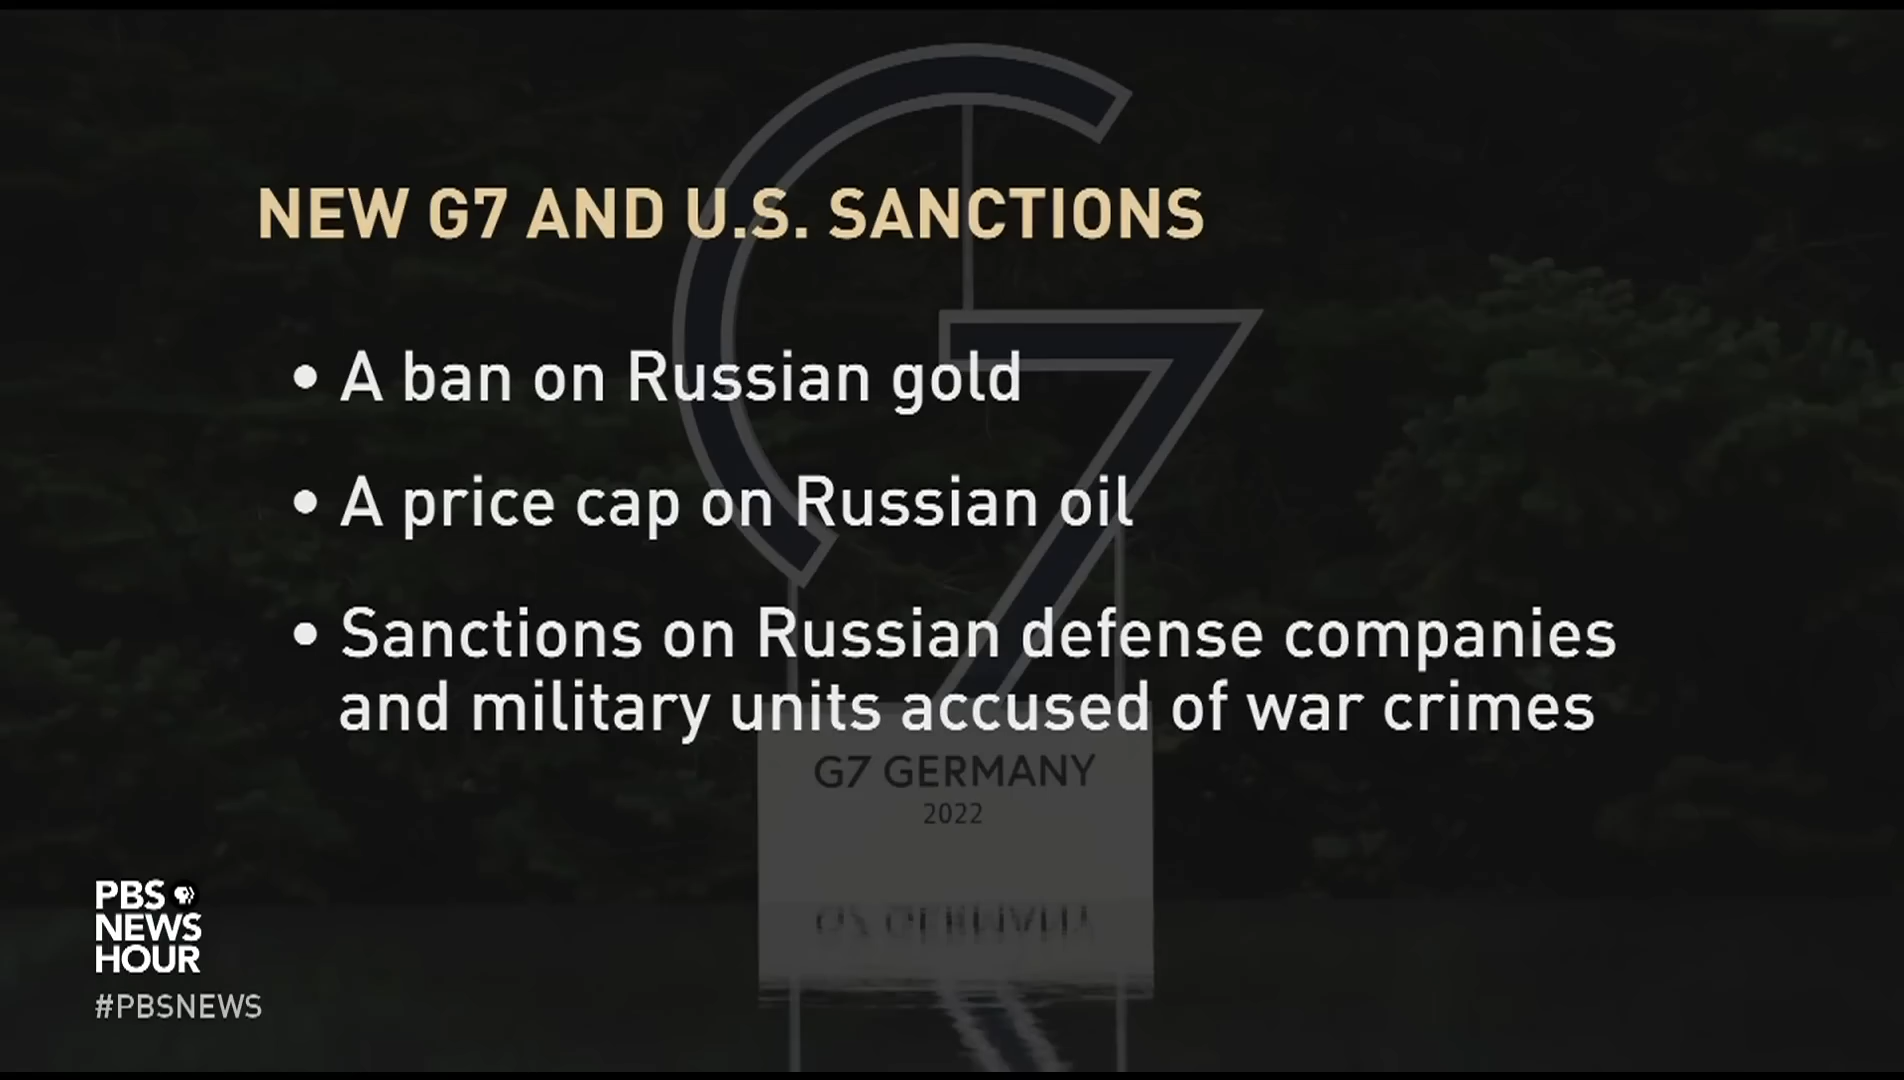 NEW G7 AND U.S. SANCTIONS
• A ban on Russian gold
• A price cap on Russian oil
• Sanctions on Russian defense companies
and military units accused of war crimes
G7 GERMANY
2022
PBS
NEWS
HOUR
#PBSNEWS